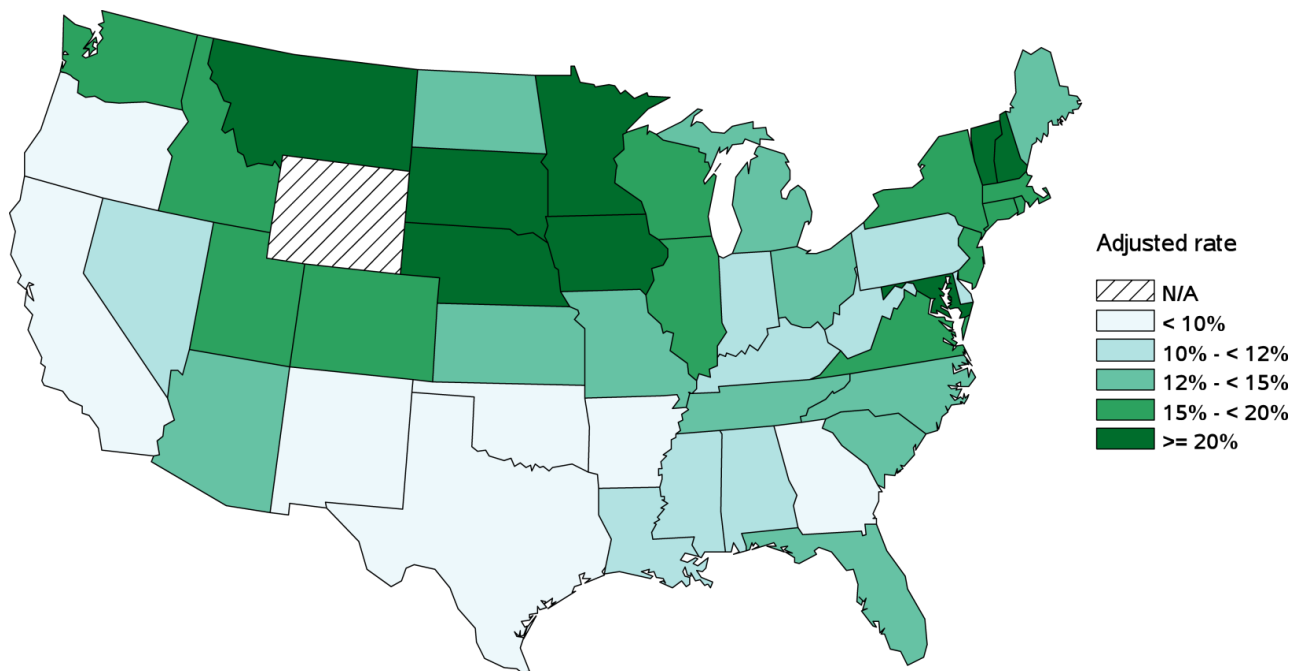 Adjusted rate
N/A
< 10%
10% - < 12%
12% - < 15%
15% - < 20%
>= 20%